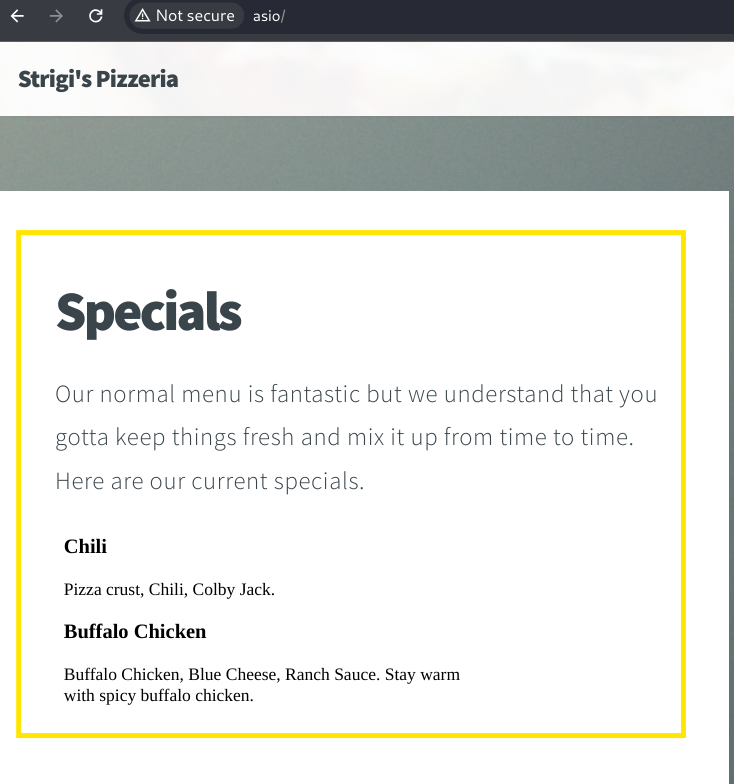 Not secure asio/
Strigi's Pizzeria
Specials
Our normal menu is fantastic but we understand that you
gotta keep things fresh and mix it up from time to time.
Here are our current specials.
Chili
Pizza crust, Chili, Colby Jack.
Buffalo Chicken
Buffalo Chicken, Blue Cheese, Ranch Sauce. Stay warm
with spicy buffalo chicken.